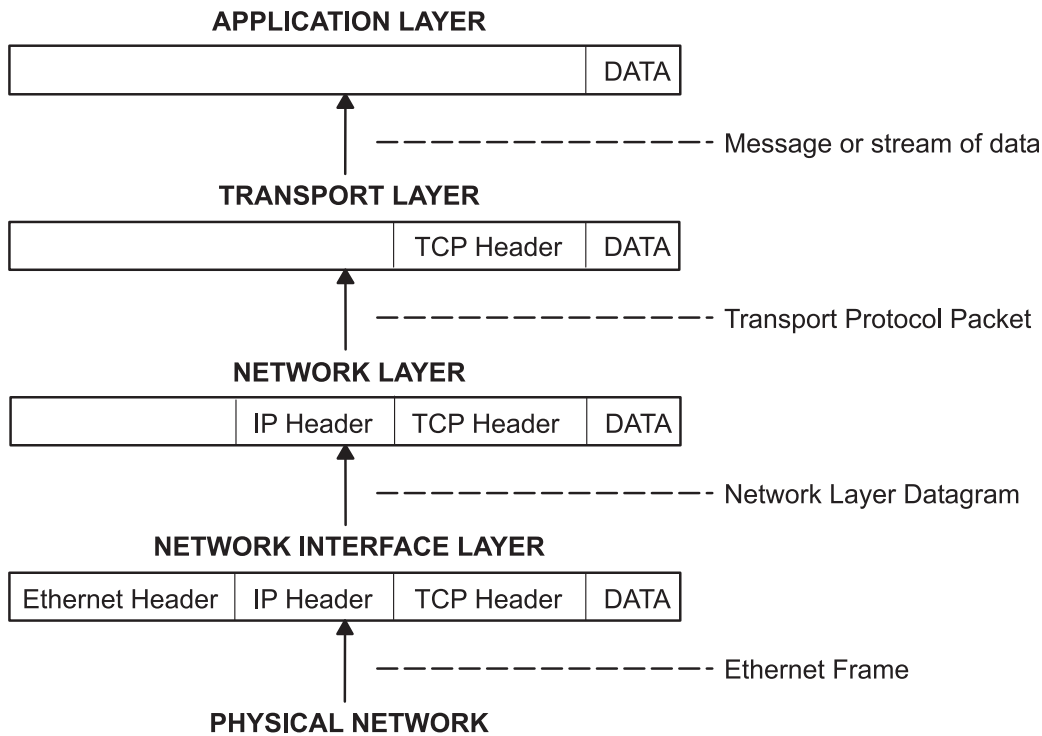 APPLICATION LAYER
DATA
Message or stream of data
TRANSPORT LAYER
TCP Header DATA
Transport Protocol Packet
NETWORK LAYER
IP Header TCP Header DATA
Network Layer Datagram
NETWORK INTERFACE LAYER
Ethernet Header IP Header TCP Header DATA
Ethernet Frame
PHYSICAL NETWORK